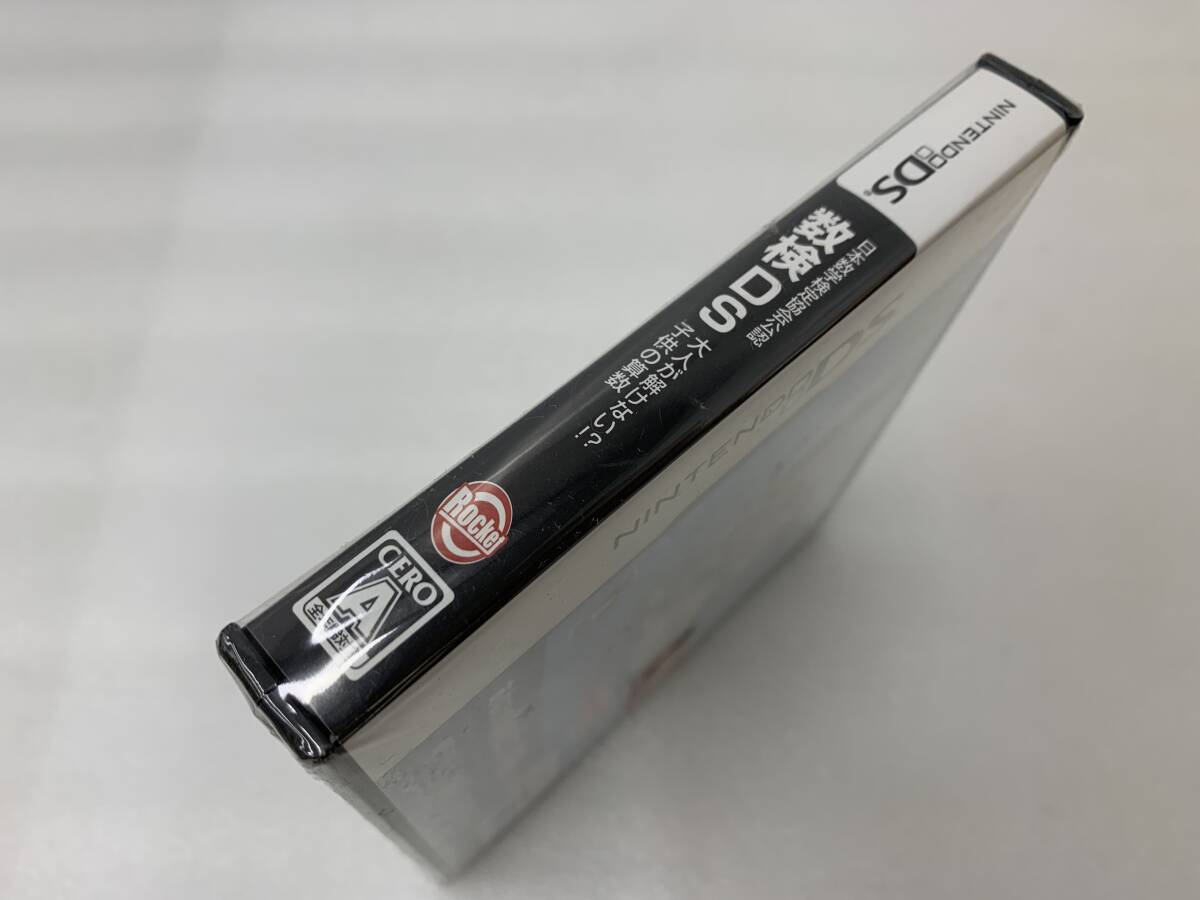 NINTENDO DS
日本数学検定協会公認
数検DS
大人が解けない!?
子供の算数
Rocket
CERO
A
全年齢対象
NINTENDO DS